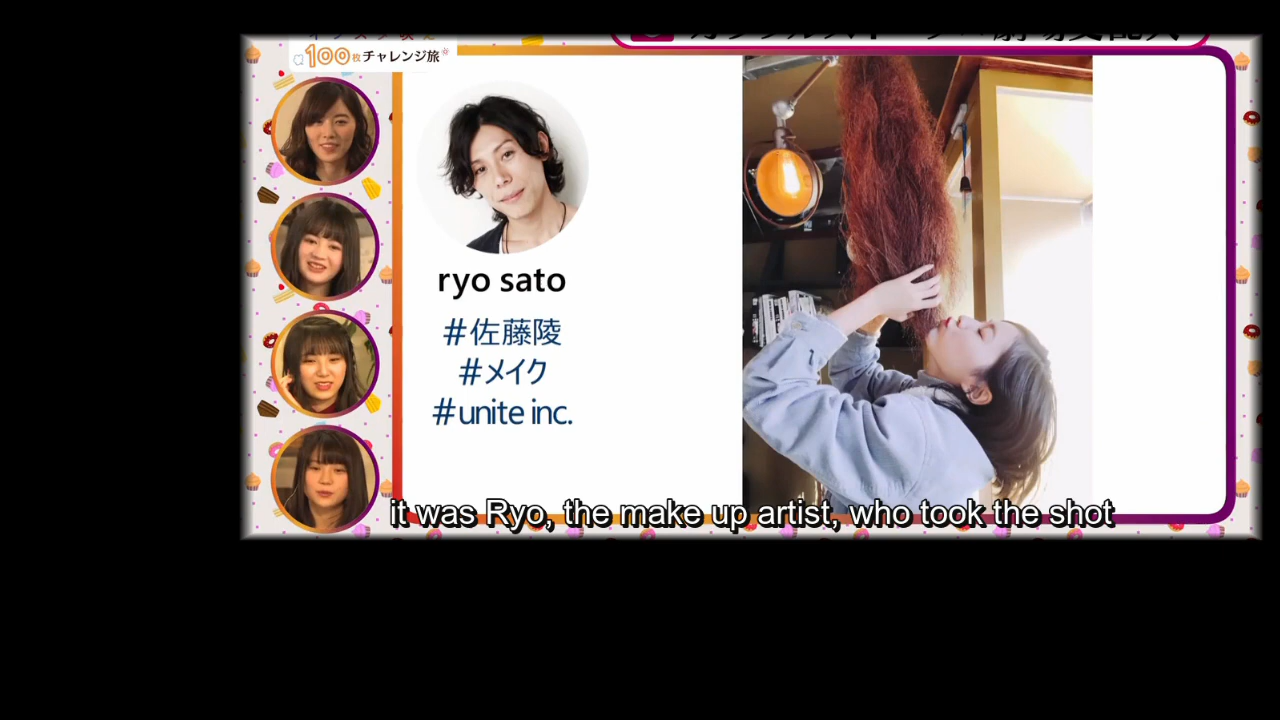 100枚チャレンジ旅
ryo sato
#佐藤陵
#メイク
#unite inc.
it was Ryo, the make up artist, who took the shot